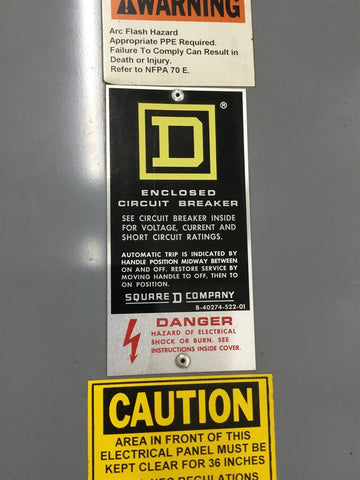 WARNING
Arc Flash Hazard
Appropriate PPE Required.
Failure To Comply Can Result in
Death or Injury.
Refer to NFPA 70 E.
D ®
ENCLOSED
CIRCUIT BREAKER
SEE CIRCUIT BREAKER INSIDE
FOR VOLTAGE, CURRENT AND
SHORT CIRCUIT RATINGS.
AUTOMATIC TRIP IS INDICATED BY
HANDLE POSITION MIDWAY BETWEEN
ON AND OFF. RESTORE SERVICE BY
MOVING HANDLE TO OFF, THEN TO
ON POSITION.
SQUARE D COMPANY
B-40274-522-01
DANGER
HAZARD OF ELECTRICAL
SHOCK OR BURN. SEE
INSTRUCTIONS INSIDE COVER.
CAUTION
AREA IN FRONT OF THIS
ELECTRICAL PANEL MUST BE
KEPT CLEAR FOR 36 INCHES
REGULATIONS